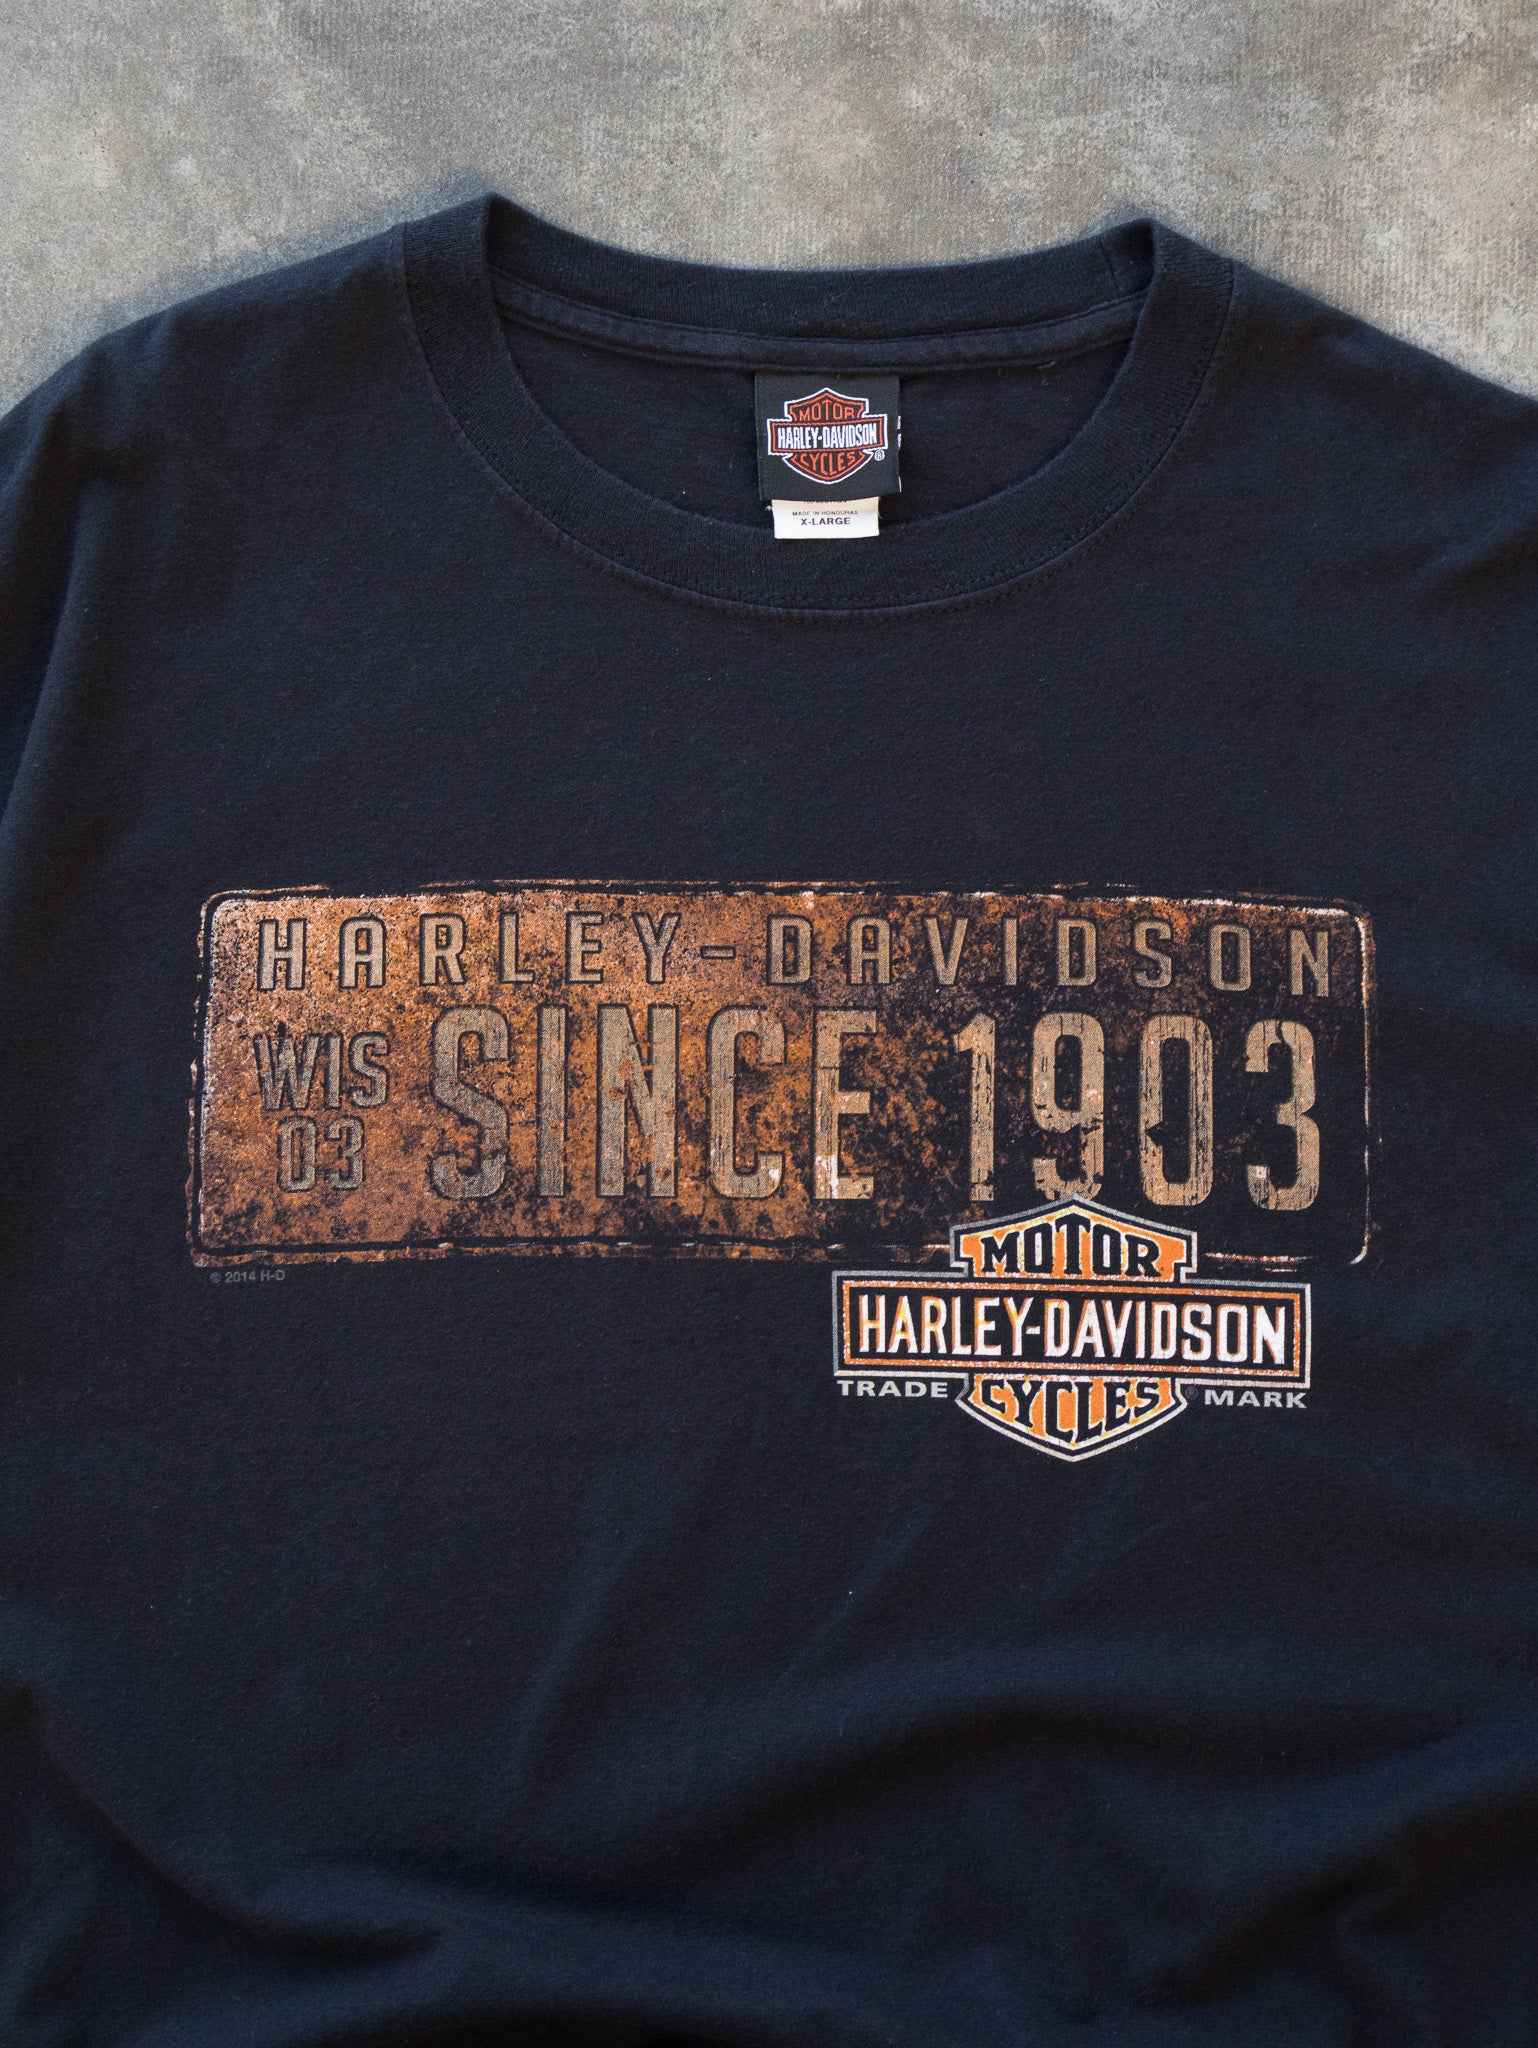 MOTOR
HARLEY-DAVIDSON
CYCLES ®
MADE IN HONDURAS
X-LARGE
HARLEY-DAVIDSON
WIS
03
SINCE 1903
© 2014 H-D
MOTOR
HARLEY-DAVIDSON
TRADE CYCLES ® MARK